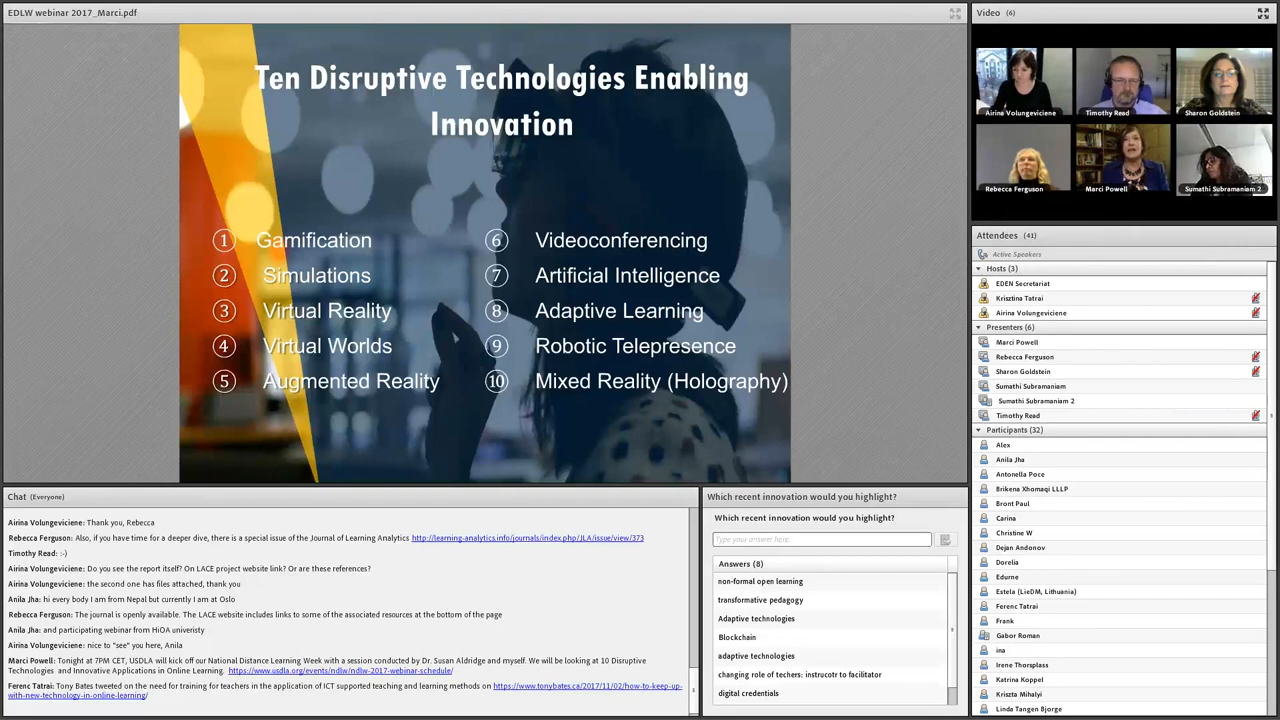 EDLW webinar 2017_Marci.pdf
Ten Disruptive Technologies Enabling
Innovation
① Gamification
② Simulations
③ Virtual Reality
④ Virtual Worlds
⑤ Augmented Reality
⑥ Videoconferencing
⑦ Artificial Intelligence
⑧ Adaptive Learning
⑨ Robotic Telepresence
⑩ Mixed Reality (Holography)
Chat (Everyone)
Airina Volungeviciene: Thank you, Rebecca
Rebecca Ferguson: Also, if you have time for a deeper dive, there is a special issue of the Journal of Learning Analytics http://learning-analytics.info/journals/index.php/JLA/issue/view/373
Timothy Read: :-)
Airina Volungeviciene: Do you see the report itself? On LACE project website link? Or are these references?
Airina Volungeviciene: the second one has files attached, thank you
Anila Jha: hi every body I am from Nepal but currently I am at Oslo
Rebecca Ferguson: The journal is openly available. The LACE website includes links to some of the associated resources at the bottom of the page
Anila Jha: and participating webinar from HiOA univeristy
Airina Volungeviciene: nice to "see" you here, Anila
Marci Powell: Tonight at 7PM CET, USDLA will kick off our National Distance Learning Week with a session conducted by Dr. Susan Aldridge and myself. We will be looking at 10 Disruptive
Technologies and Innovative Applications in Online Learning. https://www.usdla.org/events/ndlw/ndlw-2017-webinar-schedule/
Ferenc Tatrai: Tony Bates tweeted on the need for training for teachers in the application of ICT supported teaching and learning methods on https://www.tonybates.ca/2017/11/02/how-to-keep-up-
with-new-technology-in-online-learning/
Which recent innovation would you highlight?
Which recent innovation would you highlight?
Type your answer here.
Answers (8)
non-formal open learning
transformative pedagogy
Adaptive technologies
Blockchain
adaptive technologies
changing role of techers: instrucotr to facilitator
digital credentials
Video (6)
Airina Volungeviciene
Timothy Read
Sharon Goldstein
Rebecca Ferguson
Marci Powell
Sumathi Subramaniam 2
Attendees (41)
Active Speakers
Hosts (3)
EDEN Secretariat
Krisztina Tatrai
Airina Volungeviciene
Presenters (6)
Marci Powell
Rebecca Ferguson
Sharon Goldstein
Sumathi Subramaniam
Sumathi Subramaniam 2
Timothy Read
Participants (32)
Alex
Anila Jha
Antonella Poce
Brikena Xhomaqi LLLP
Bront Paul
Carina
Christine W
Dejan Andonov
Dorelia
Edurne
Estela (LieDM, Lithuania)
Ferenc Tatrai
Frank
Gabor Roman
ina
Irene Thorsplass
Katrina Koppel
Kriszta Mihalyi
Linda Tangen Bjorge